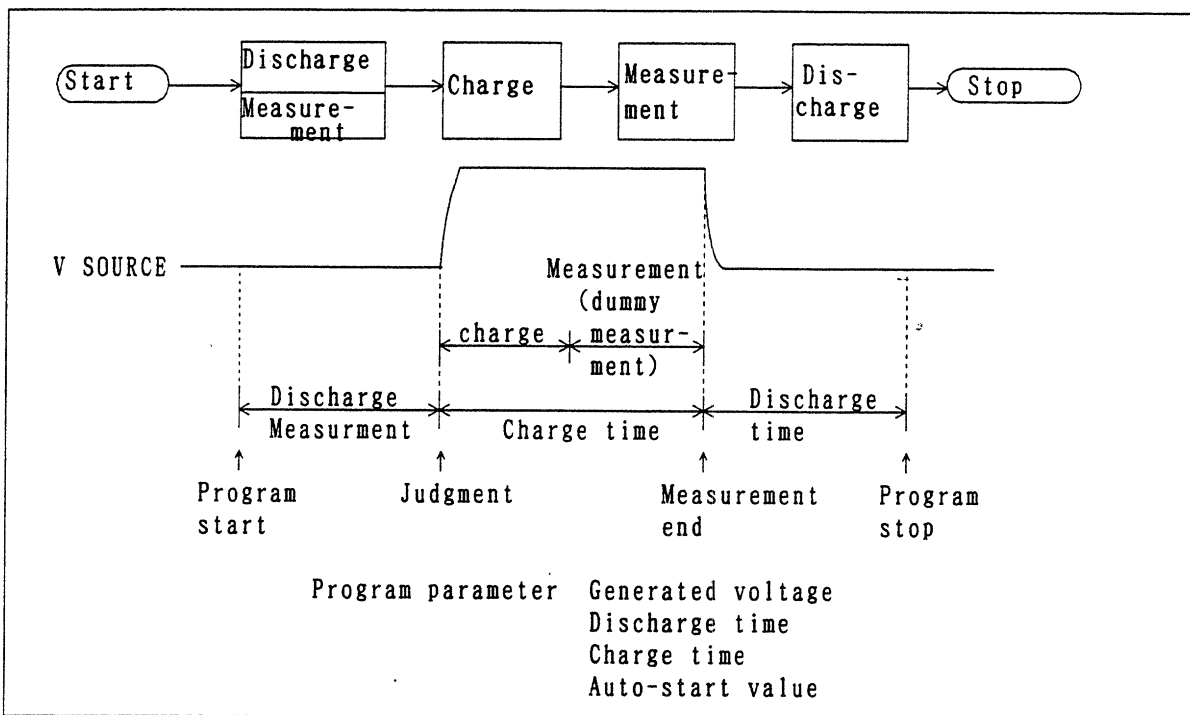 Start
Discharge
Measure-
ment
Charge
Measure-
ment
Dis-
charge
Stop
V SOURCE
Measurement
(dummy
measur-
ment)
charge
Discharge
Measurment
Charge time
Discharge
time
Program
start
Judgment
Measurement
end
Program
stop
Program parameter Generated voltage
Discharge time
Charge time
Auto-start value